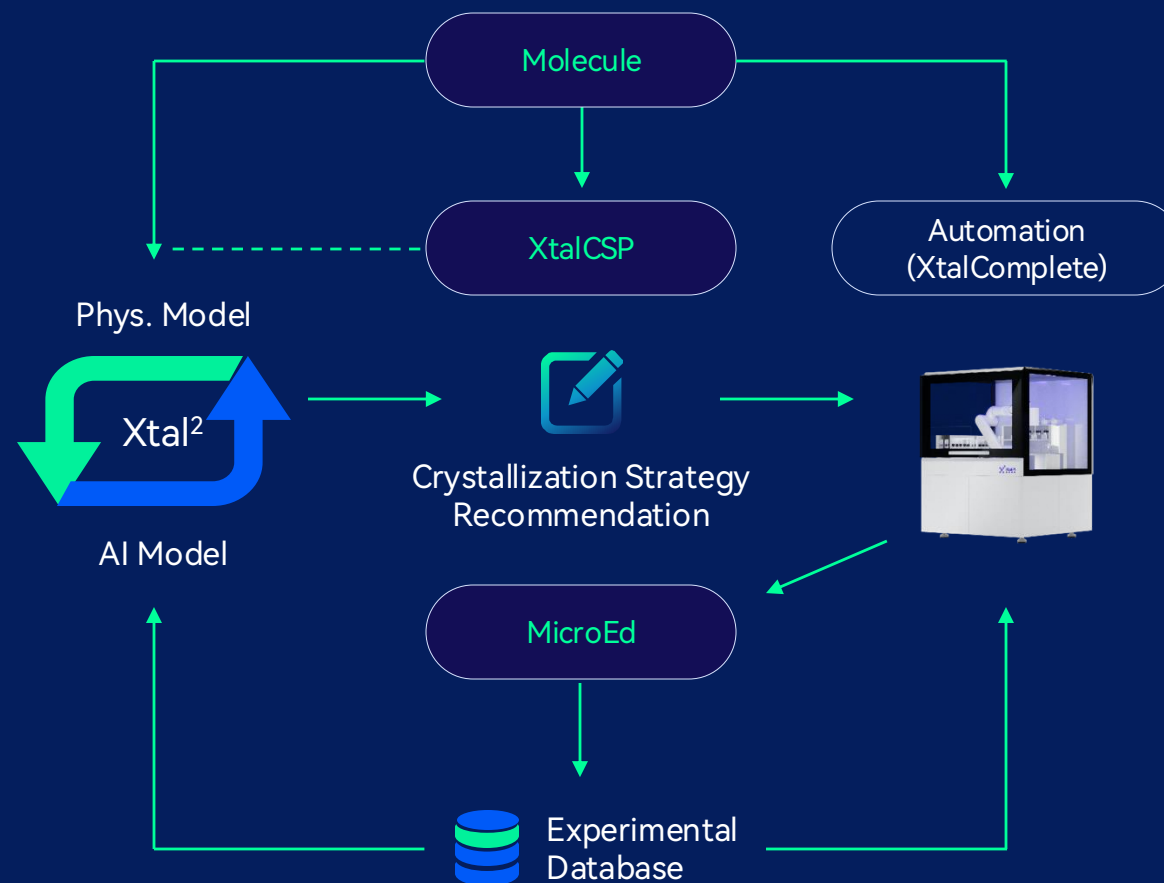 Molecule
XtalCSP
Automation
(XtalComplete)
Phys. Model
Xtal²
AI Model
Crystallization Strategy
Recommendation
MicroEd
Experimental
Database